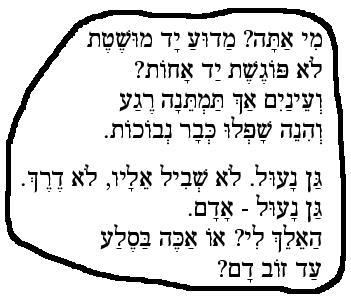 מִי אַתָּה? מַדּוּעַ יָד מוּשֶׁטֶת
לֹא פּוֹגֶשֶׁת יַד אָחוֹת?
וְעֵינַיִם אַךְ תַּמְתֵּנָּה רֶגַע
וְהִנֵּה שָׁפְלוּ כְּבָר נְבוֹכוֹת.
גַּן נָעוּל. לֹא שְׁבִיל אֵלָיו, לֹא דֶרֶךְ.
גַּן נָעוּל - אָדָם.
הַאֵלֵךְ לִי? אוֹ אַכֶּה בַּסֶּלַע
עַד זוֹב דָּם?